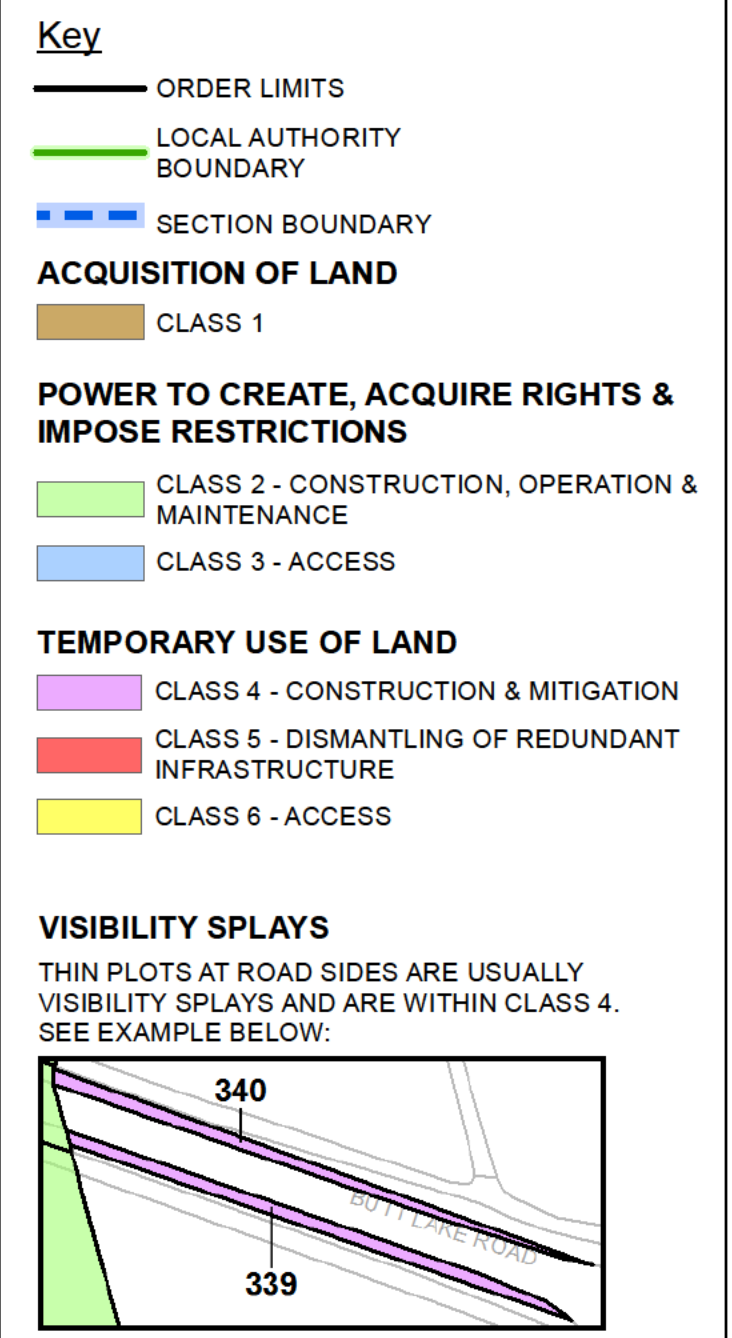 Key
ORDER LIMITS
LOCAL AUTHORITY
BOUNDARY
SECTION BOUNDARY
ACQUISITION OF LAND
CLASS 1
POWER TO CREATE, ACQUIRE RIGHTS &
IMPOSE RESTRICTIONS
CLASS 2 - CONSTRUCTION, OPERATION &
MAINTENANCE
CLASS 3 - ACCESS
TEMPORARY USE OF LAND
CLASS 4 - CONSTRUCTION & MITIGATION
CLASS 5 - DISMANTLING OF REDUNDANT
INFRASTRUCTURE
CLASS 6 - ACCESS
VISIBILITY SPLAYS
THIN PLOTS AT ROAD SIDES ARE USUALLY
VISIBILITY SPLAYS AND ARE WITHIN CLASS 4.
SEE EXAMPLE BELOW:
340
BUTT LAKE ROAD
339